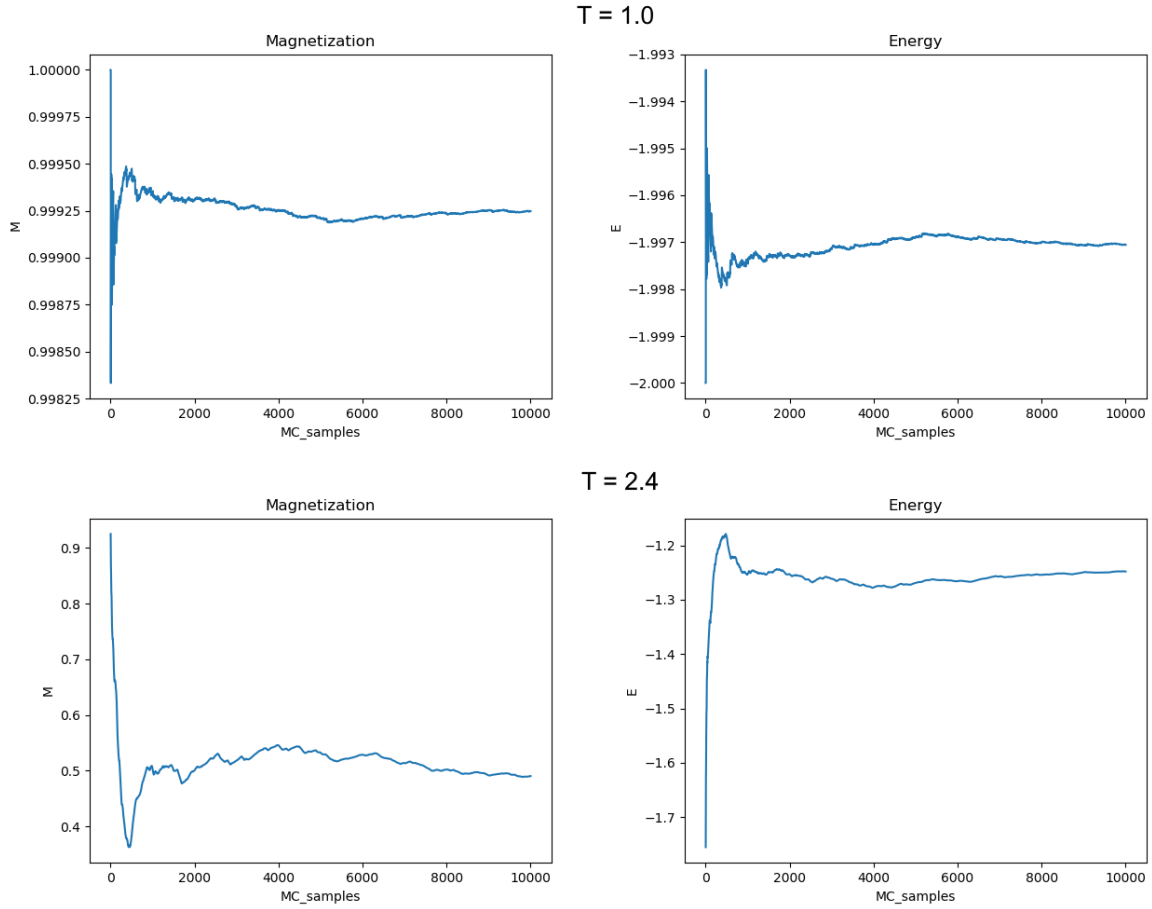 T = 1.0
Magnetization
1.00000
0.99975
0.99950
0.99925
0.99900
0.99875
0.99850
0.99825
M
0 2000 4000 6000 8000 10000
MC_samples
Energy
−1.993
−1.994
−1.995
−1.996
−1.997
−1.998
−1.999
−2.000
E
0 2000 4000 6000 8000 10000
MC_samples
T = 2.4
Magnetization
0.9
0.8
0.7
0.6
0.5
0.4
M
0 2000 4000 6000 8000 10000
MC_samples
Energy
−1.2
−1.3
−1.4
−1.5
−1.6
−1.7
E
0 2000 4000 6000 8000 10000
MC_samples